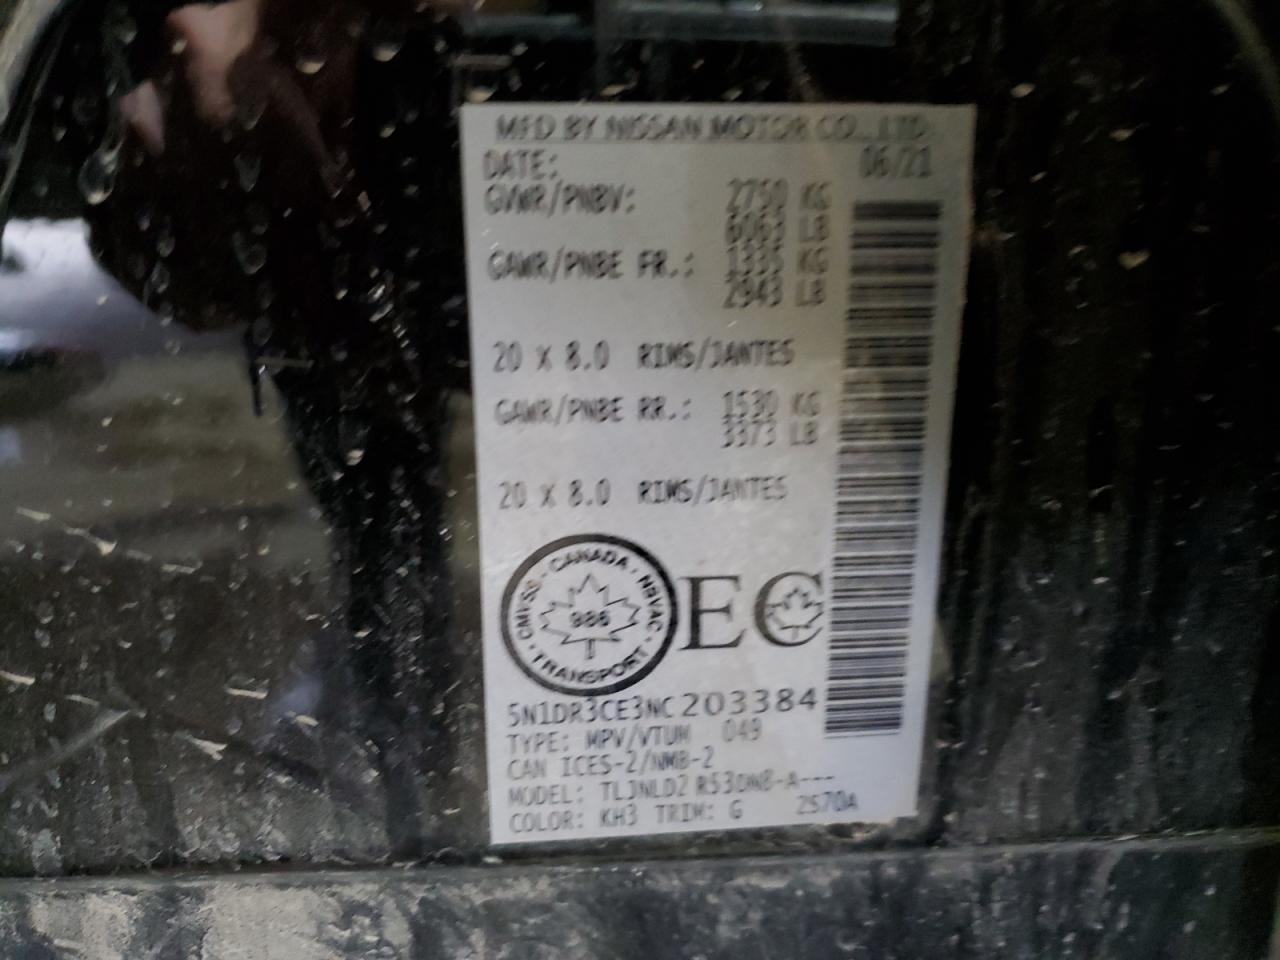 MFD BY NISSAN MOTOR CO., LTD.
DATE: 06/21
GVWR/PNBV: 2750 KG
6063 LB
GAWR/PNBE FR.: 1335 KG
2943 LB
20 X 8.0 RIMS/JANTES
GAWR/PNBE RR.: 1530 KG
3373 LB
20 X 8.0 RIMS/JANTES
CANADA · NSVAC · TRANSPORT · CMVSS ·
986
EC
5N1DR3CE3NC203384
TYPE: MPV/VTUM 049
CAN ICES-2/NMB-2
MODEL: TLJNLD2 R53DW8-A---
COLOR: KH3 TRIM: G 2S70A